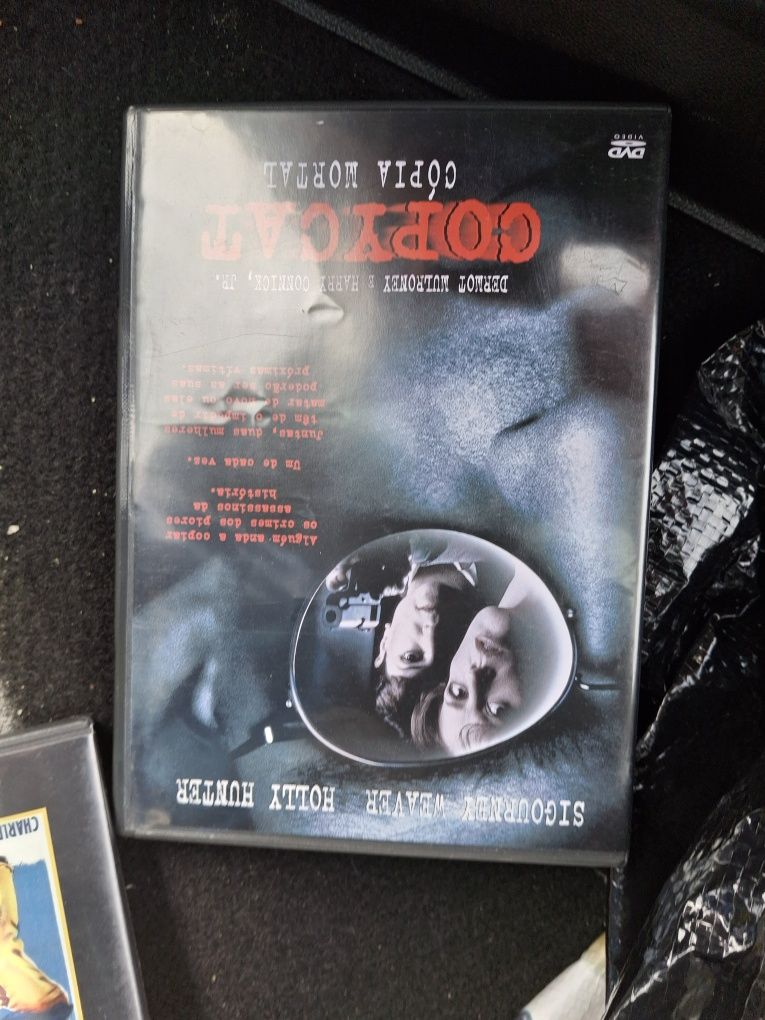 SIGOURNEY WEAVER HOLLY HUNTER
Alguém anda a copiar
os crimes dos piores
assassinos da
história.
Um de cada vez.
Juntas, duas mulheres
têm de o impedir de
matar de novo ou elas
poderão ser as suas
próximas vítimas.
DERMOT MULRONEY E HARRY CONNICK, JR.
COPYCAT
CÓPIA MORTAL
DVD
VIDEO